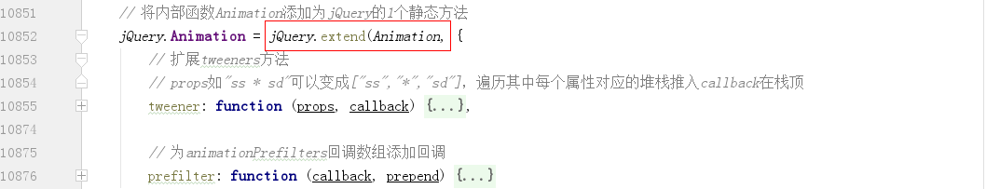 10851 // 将内部函数Animation添加为jQuery的1个静态方法
10852 jQuery.Animation = jQuery.extend(Animation, {
10853 // 扩展tweeners方法
10854 // props如"ss * sd"可以变成["ss","*","sd"]，遍历其中每个属性对应的堆栈推入callback在栈顶
10855 tweener: function (props, callback) {...},
10874
10875 // 为animationPrefilters回调数组添加回调
10876 prefilter: function (callback, prepend) {...}